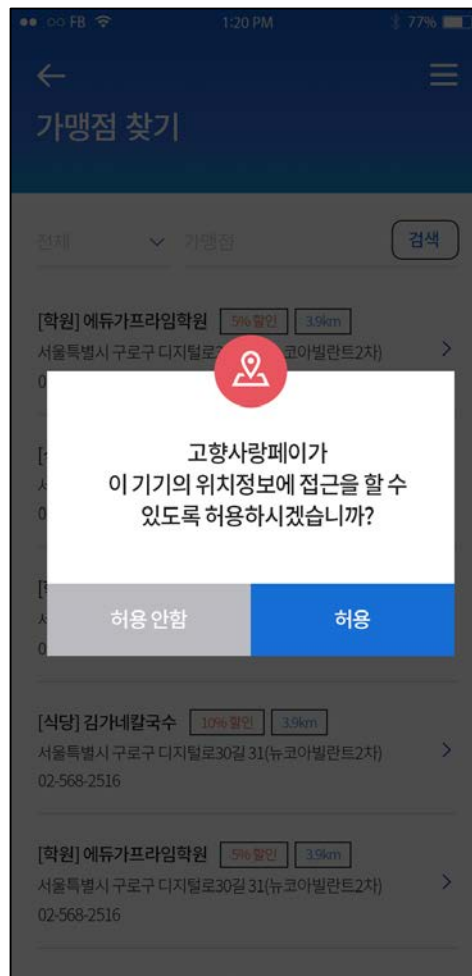 FB 1:20 PM 77%
가맹점 찾기
전체 가맹점 검색
[학원] 에듀가프라임학원 5% 할인 3.9km
서울특별시 구로구 디지털로3 코아빌란트2차)
0
고향사랑페이가
이 기기의 위치정보에 접근을 할 수
있도록 허용하시겠습니까?
허용 안함 허용
[식당] 김가네칼국수 10% 할인 3.9km
서울특별시 구로구 디지털로30길 31(뉴코아빌란트2차)
02-568-2516
[학원] 에듀가프라임학원 5% 할인 3.9km
서울특별시 구로구 디지털로30길 31(뉴코아빌란트2차)
02-568-2516